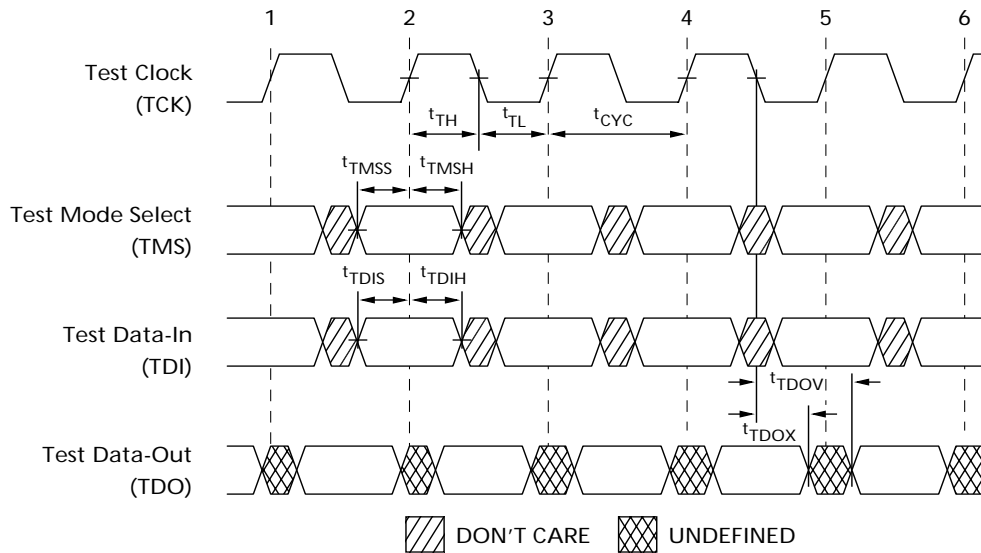 1 2 3 4 5 6
Test Clock
(TCK)
tTH tTL tCYC
tTMSS tTMSH
Test Mode Select
(TMS)
tTDIS tTDIH
Test Data-In
(TDI)
tTDOV
tTDOX
Test Data-Out
(TDO)
DON'T CARE UNDEFINED